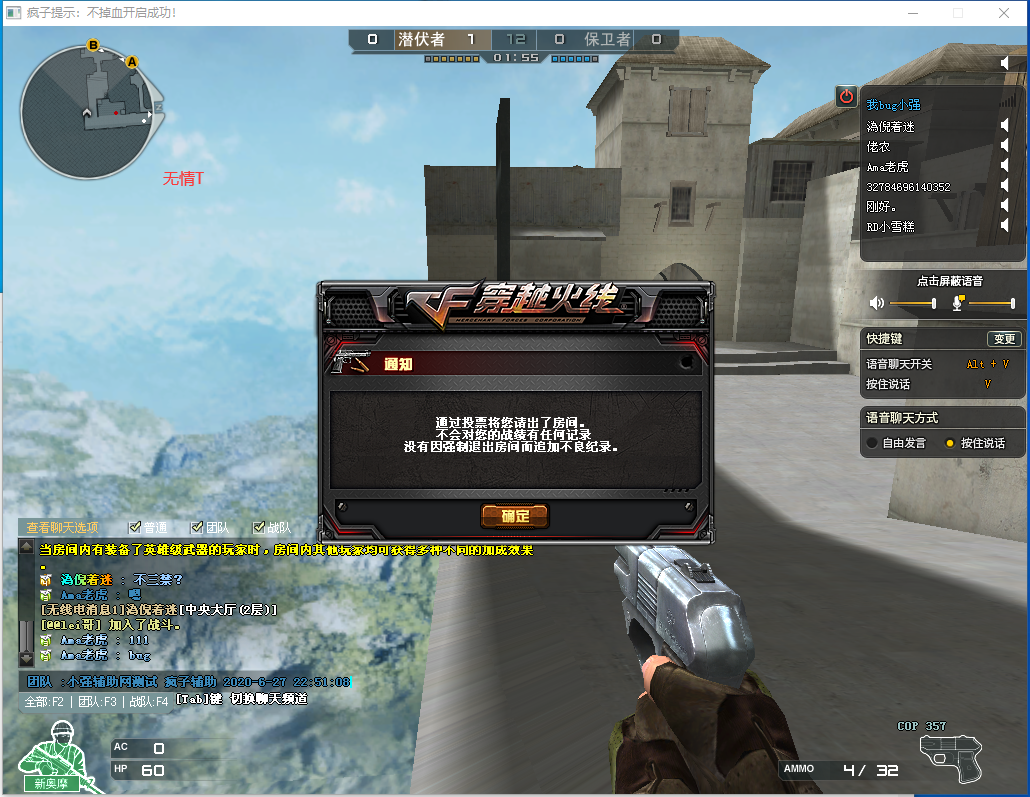 疯子提示：不掉血开启成功！
0 潜伏者 1 12 0 保卫者 0
01:55
B
A
无情T
我bug小强
為倪着迷
佬农
Ama老虎
32784696140352
刚好。
RD小雪糕
点击屏蔽语音
快捷键 变更
语音聊天开关 Alt + V
按住说话 V
语音聊天方式
自由发言 按住说话
CF 穿越火线
MERCENARY FORCES CORPORATION
通知
通过投票将您请出了房间。
不会对您的战绩有任何记录
没有因强制退出房间而追加不良纪录。
确定
查看聊天选项 普通 团队 战队
当房间内有装备了英雄级武器的玩家时，房间内其他玩家均可获得多种不同的加成效果
。
為倪着迷 : 不三禁？
Ama老虎 : 嗯
[无线电消息1]為倪着迷[中央大厅(2层)]
[@@lei哥] 加入了战斗。
Ama老虎 : 111
Ama老虎 : bug
团队 :小强辅助网测试 疯子辅助 2020-6-27 22:51:08
全部:F2 | 团队:F3 | 战队:F4 [Tab]键 切换聊天频道
新奥摩
AC 0
HP 60
COP 357
AMMO 4/ 32